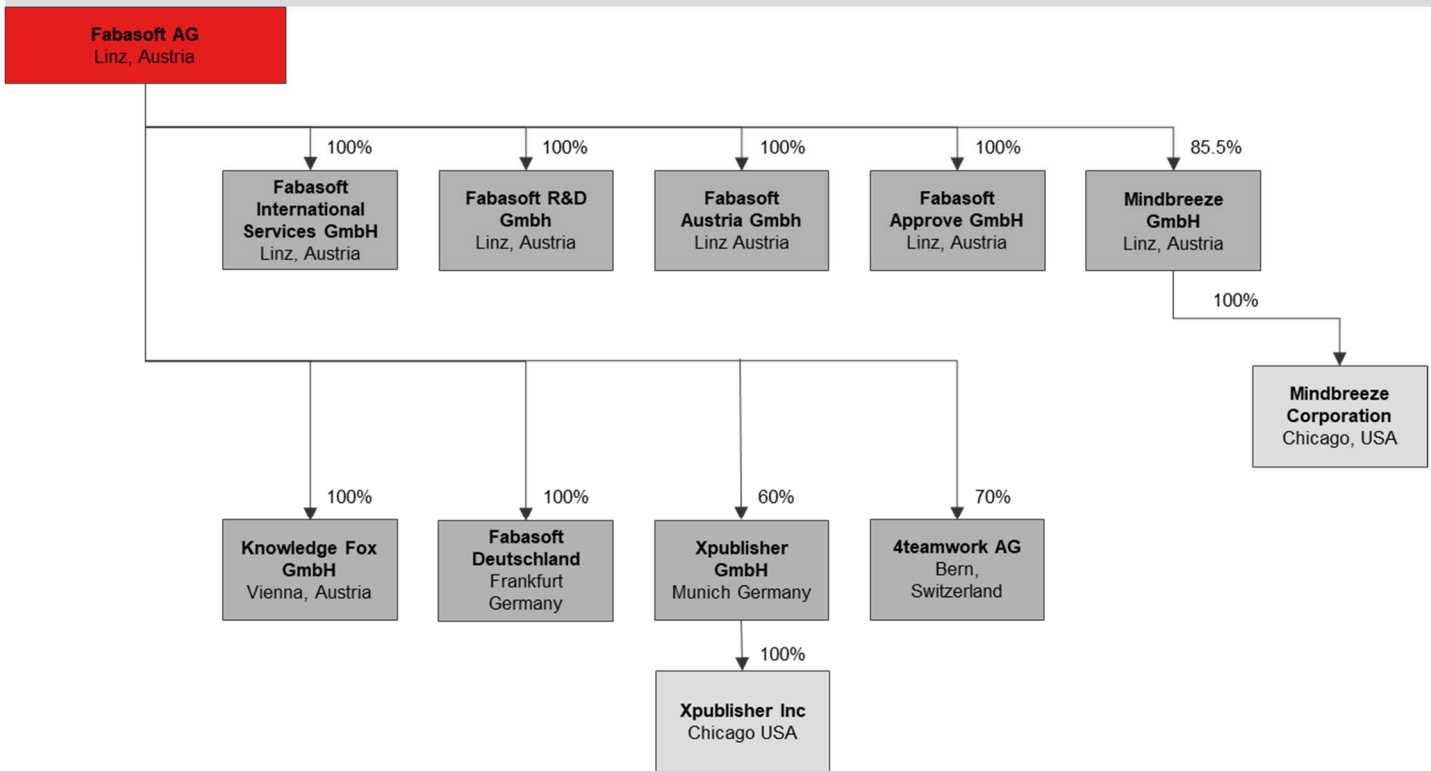 Fabasoft AG
Linz, Austria
100%
100%
100%
100%
85.5%
Fabasoft
International
Services GmbH
Linz, Austria
Fabasoft R&D
Gmbh
Linz, Austria
Fabasoft
Austria Gmbh
Linz Austria
Fabasoft
Approve GmbH
Linz, Austria
Mindbreeze
GmbH
Linz, Austria
100%
Mindbreeze
Corporation
Chicago, USA
100%
100%
60%
70%
Knowledge Fox
GmbH
Vienna, Austria
Fabasoft
Deutschland
Frankfurt
Germany
Xpublisher
GmbH
Munich Germany
4teamwork AG
Bern,
Switzerland
100%
Xpublisher Inc
Chicago USA